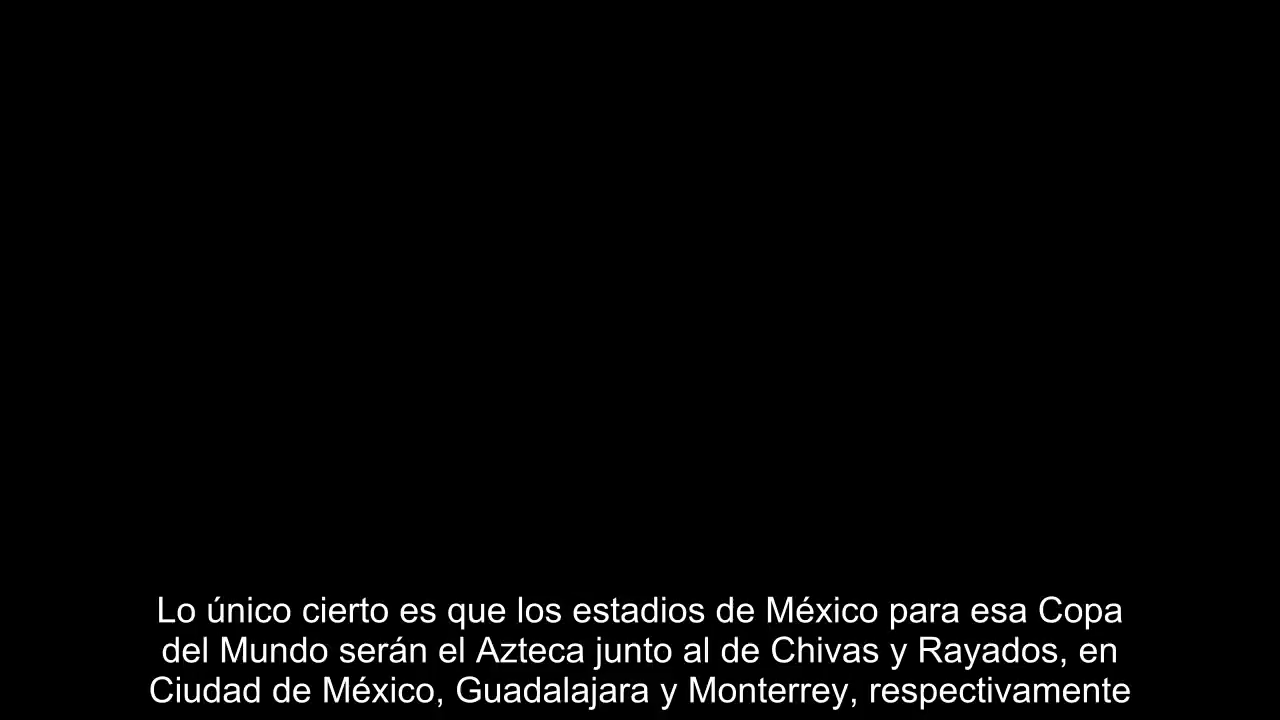 Lo único cierto es que los estadios de México para esa Copa
del Mundo serán el Azteca junto al de Chivas y Rayados, en
Ciudad de México, Guadalajara y Monterrey, respectivamente